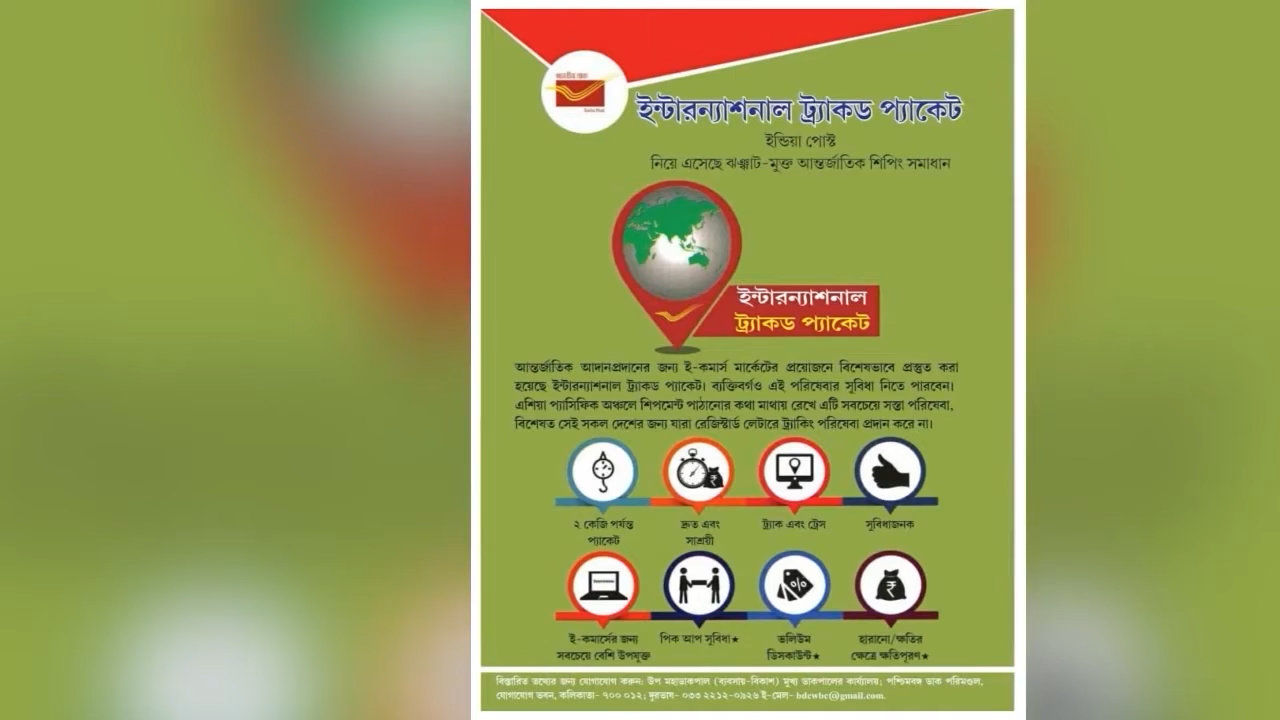 ভারতীয় ডাক
India Post
ইন্টারন্যাশনাল ট্র্যাকড প্যাকেট
ইন্ডিয়া পোস্ট
নিয়ে এসেছে ঝঞ্ঝাট-মুক্ত আন্তর্জাতিক শিপিং সমাধান
ইন্টারন্যাশনাল
ট্র্যাকড প্যাকেট
আন্তর্জাতিক আদানপ্রদানের জন্য ই-কমার্স মার্কেটের প্রয়োজনে বিশেষভাবে প্রস্তুত করা
হয়েছে ইন্টারন্যাশনাল ট্র্যাকড প্যাকেট। ব্যক্তিবর্গও এই পরিষেবার সুবিধা নিতে পারবেন।
এশিয়া প্যাসিফিক অঞ্চলে শিপমেন্ট পাঠানোর কথা মাথায় রেখে এটি সবচেয়ে সস্তা পরিষেবা,
বিশেষত সেই সকল দেশের জন্য যারা রেজিস্টার্ড লেটারে ট্র্যাকিং পরিষেবা প্রদান করে না।
২ কেজি পর্যন্ত
প্যাকেট
দ্রুত এবং
সাশ্রয়ী
ট্র্যাক এবং ট্রেস
সুবিধাজনক
ই-কমার্সের জন্য
সবচেয়ে বেশি উপযুক্ত
পিক আপ সুবিধা★
ভলিউম
ডিসকাউন্ট★
হারানো/ক্ষতির
ক্ষেত্রে ক্ষতিপূরণ★
বিস্তারিত তথ্যের জন্য যোগাযোগ করুন: উপ মহাডাকপাল (ব্যবসায়-বিকাশ) মুখ্য ডাকপালের কার্য্যালয়; পশ্চিমবঙ্গ ডাক পরিমণ্ডল,
যোগাযোগ ভবন, কলিকাতা- ৭০০ ০১২; দূরভাষ- ০৩৩ ২২১২-০৯২৬ ই-মেল- bdcwbc@gmail.com.